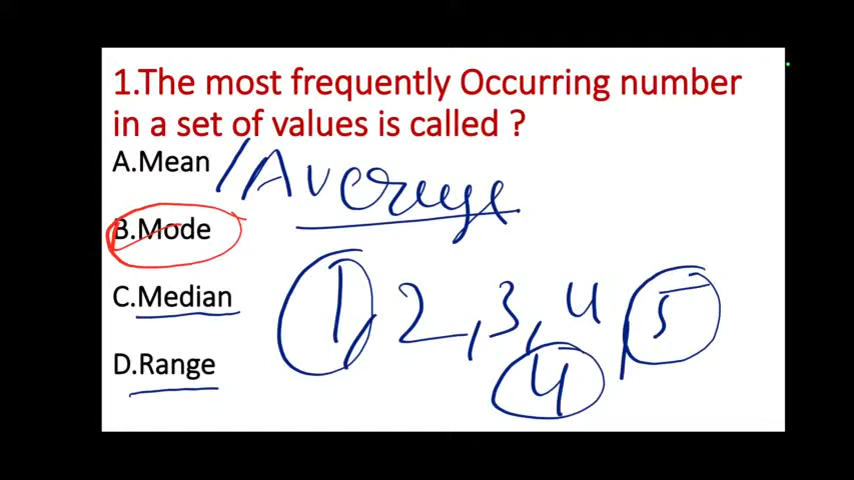 1.The most frequently Occurring number
in a set of values is called ?
A.Mean / Average
B.Mode
C.Median
1, 2, 3, 4, 5
D.Range
4